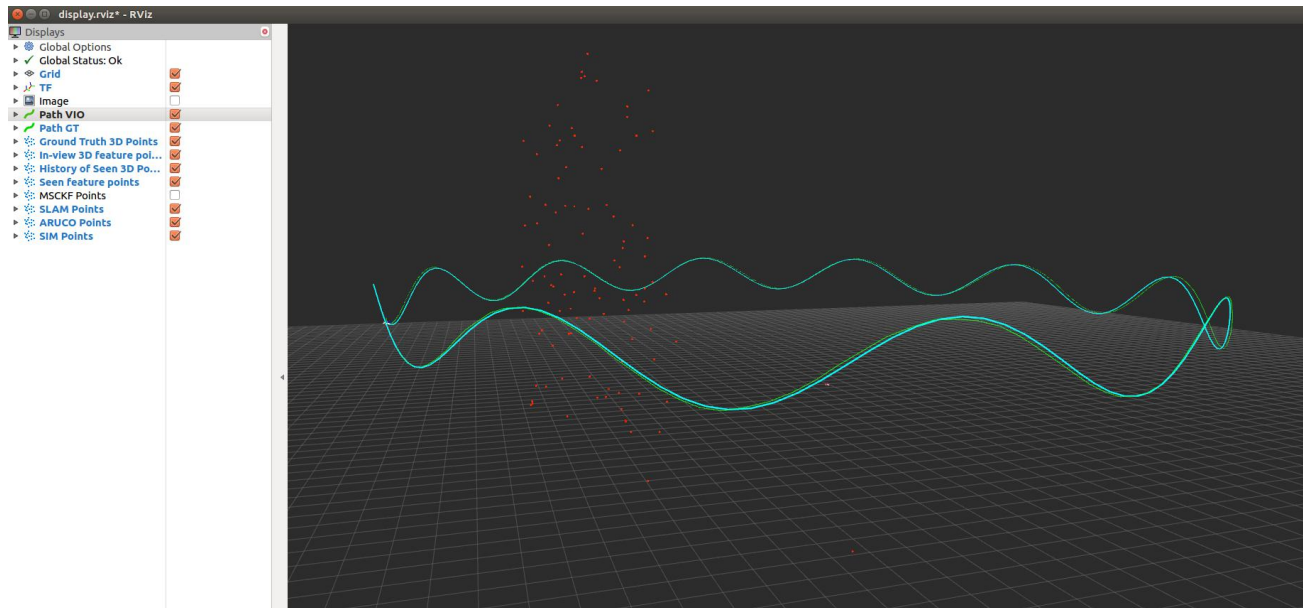 display.rviz* - RViz
Displays
Global Options
Global Status: Ok
Grid
TF
Image
Path VIO
Path GT
Ground Truth 3D Points
In-view 3D feature poi...
History of Seen 3D Po...
Seen feature points
MSCKF Points
SLAM Points
ARUCO Points
SIM Points